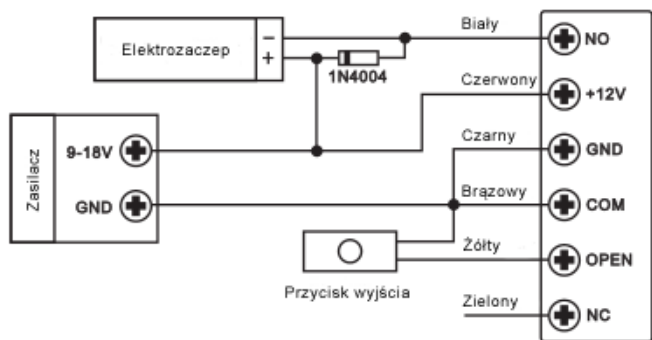 Biały
NO
Elektrozaczep
–
+
1N4004
Czerwony
+12V
Zasilacz
9-18V
Czarny
GND
GND
Brązowy
COM
Żółty
OPEN
Przycisk wyjścia
Zielony
NC